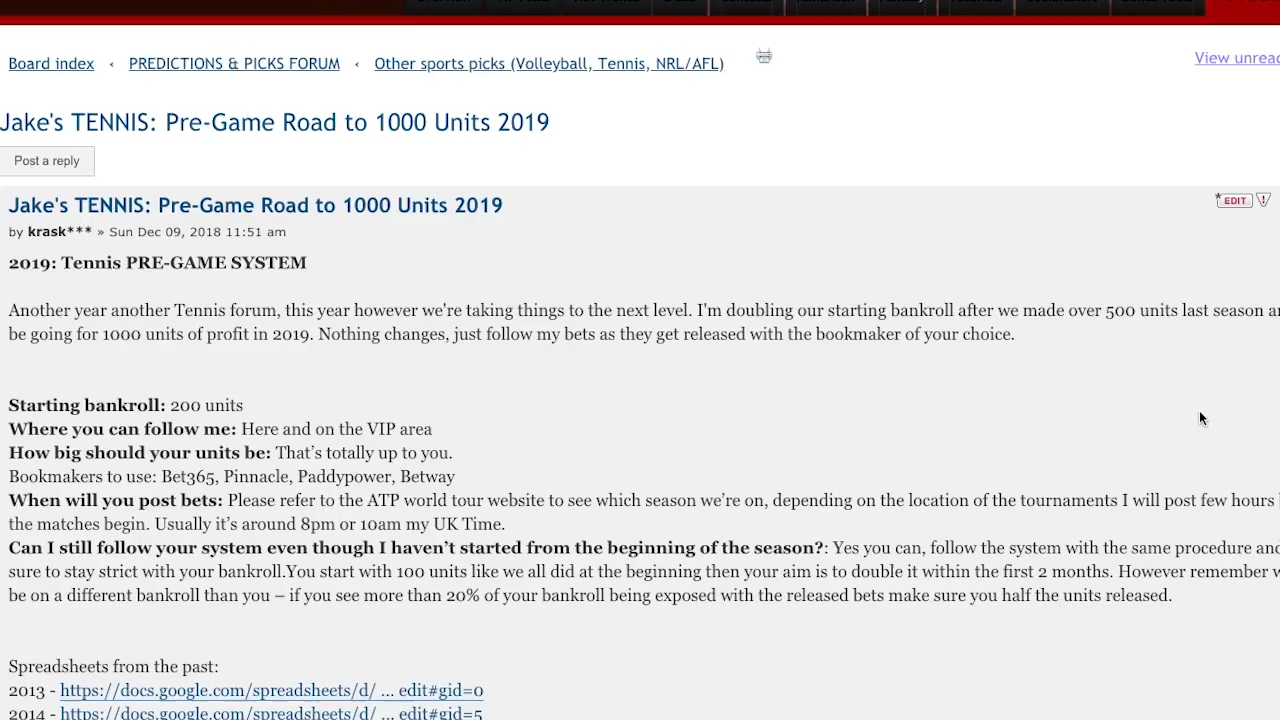 Board index ‹ PREDICTIONS & PICKS FORUM ‹ Other sports picks (Volleyball, Tennis, NRL/AFL)
View unread
Jake's TENNIS: Pre-Game Road to 1000 Units 2019
Post a reply
Jake's TENNIS: Pre-Game Road to 1000 Units 2019
EDIT
by krask*** » Sun Dec 09, 2018 11:51 am
2019: Tennis PRE-GAME SYSTEM
Another year another Tennis forum, this year however we're taking things to the next level. I'm doubling our starting bankroll after we made over 500 units last season
be going for 1000 units of profit in 2019. Nothing changes, just follow my bets as they get released with the bookmaker of your choice.
Starting bankroll: 200 units
Where you can follow me: Here and on the VIP area
How big should your units be: That’s totally up to you.
Bookmakers to use: Bet365, Pinnacle, Paddypower, Betway
When will you post bets: Please refer to the ATP world tour website to see which season we’re on, depending on the location of the tournaments I will post few hours
the matches begin. Usually it’s around 8pm or 10am my UK Time.
Can I still follow your system even though I haven’t started from the beginning of the season?: Yes you can, follow the system with the same procedure and
sure to stay strict with your bankroll.You start with 100 units like we all did at the beginning then your aim is to double it within the first 2 months. However remember
be on a different bankroll than you – if you see more than 20% of your bankroll being exposed with the released bets make sure you half the units released.
Spreadsheets from the past:
2013 - https://docs.google.com/spreadsheets/d/ ... edit#gid=0
2014 - https://docs.google.com/spreadsheets/d/ ... edit#gid=5